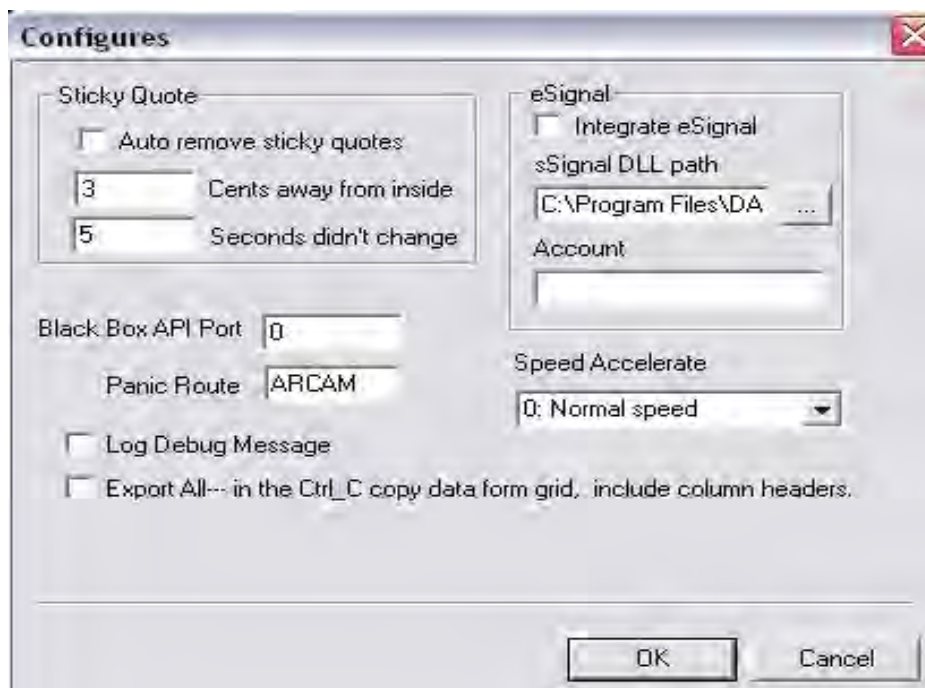 Configures
Sticky Quote
Auto remove sticky quotes
3 Cents away from inside
5 Seconds didn't change
eSignal
Integrate eSignal
sSignal DLL path
C:\Program Files\DA ...
Account
Black Box API Port 0
Panic Route ARCAM
Speed Accelerate
0: Normal speed
Log Debug Message
Export All--- in the Ctrl_C copy data form grid, include column headers.
OK Cancel